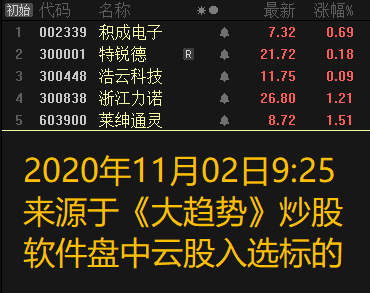 初始 代码 名称 最新 涨幅%
1 002339 积成电子 7.32 0.69
2 300001 特锐德 R 21.72 0.18
3 300448 浩云科技 11.75 0.09
4 300838 浙江力诺 26.80 1.21
5 603900 莱绅通灵 8.72 1.51
2020年11月02日9:25
来源于《大趋势》炒股
软件盘中云股入选标的